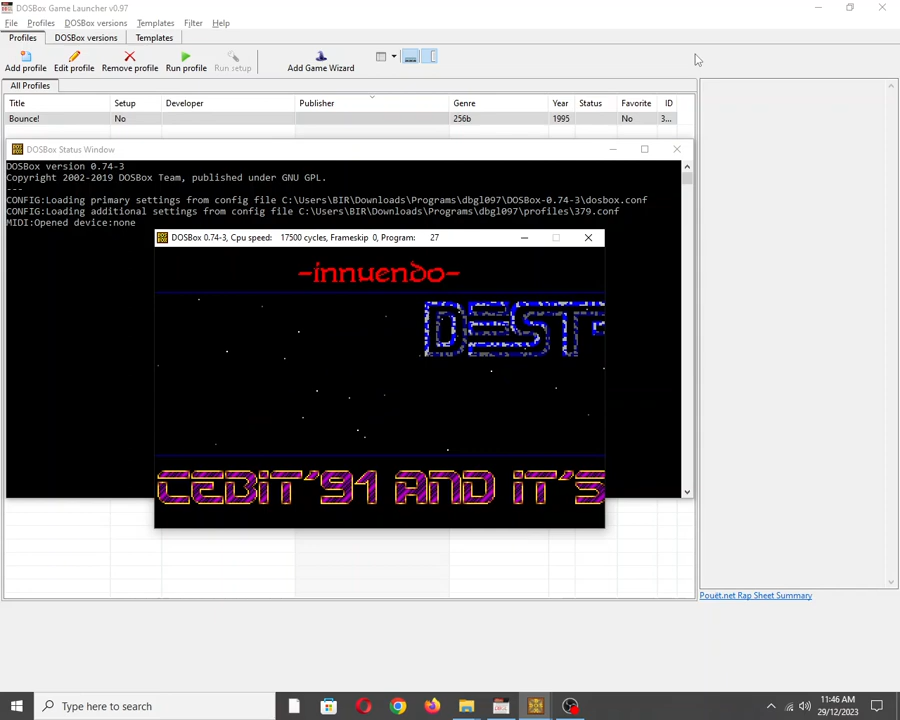 DOSBox Game Launcher v0.97
File Profiles DOSBox versions Templates Filter Help
Profiles DOSBox versions Templates
Add profile Edit profile Remove profile Run profile Run setup Add Game Wizard
All Profiles
Title Setup Developer Publisher Genre Year Status Favorite ID
Bounce! No 256b 1995 No 3...
DOSBox Status Window
DOSBox version 0.74-3
Copyright 2002-2019 DOSBox Team, published under GNU GPL.
---
CONFIG:Loading primary settings from config file C:\Users\BIR\Downloads\Programs\dbgl097\DOSBox-0.74-3\dosbox.conf
CONFIG:Loading additional settings from config file C:\Users\BIR\Downloads\Programs\dbgl097\profiles\379.conf
MIDI:Opened device:none
DOSBox 0.74-3, Cpu speed: 17500 cycles, Frameskip 0, Program: 27
-innuendo-
DEST
CEBIT'91 AND IT'S
Pouët.net Rap Sheet Summary
Type here to search
11:46 AM
29/12/2023